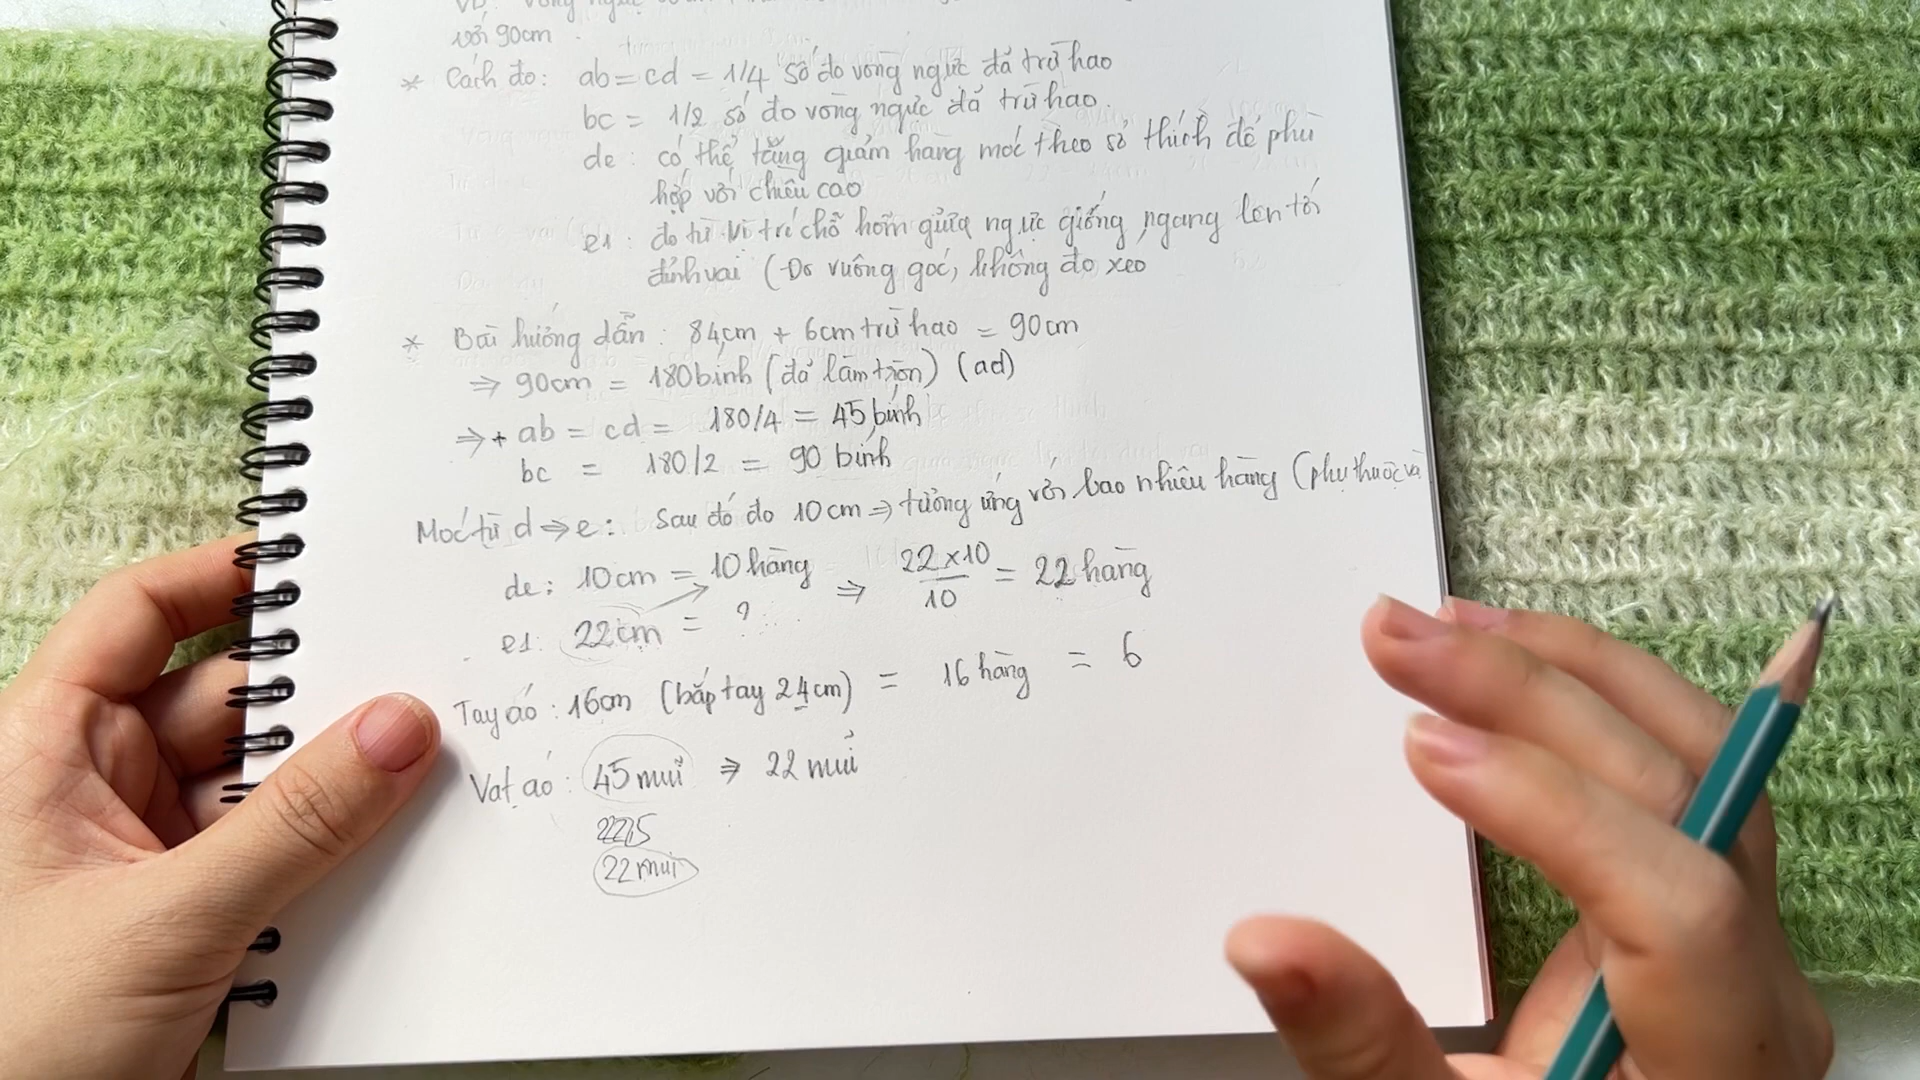 với 90cm
* Cách đo: ab = cd = 1/4 số đo vòng ngực đã trừ hao
bc = 1/2 số đo vòng ngực đã trừ hao.
de: có thể tăng giảm hàng móc theo sở thích để phù
hợp với chiều cao
e1: đo từ vị trí chỗ hõm giữa ngực gióng ngang lên tới
đỉnh vai (Đo vuông góc, không đo xéo
* Bài hướng dẫn: 84cm + 6cm trừ hao = 90cm
⇒ 90cm = 180 bính (đã làm tròn) (ad)
⇒ + ab = cd = 180/4 = 45 bính
bc = 180/2 = 90 bính
Móc từ d ⇒ e: Sau đó đo 10cm ⇒ tưởng ứng với bao nhiêu hàng (phụ thuộc và
de: 10cm = 10 hàng ⇒ 22x10/10 = 22 hàng
e1: 22cm = ?
Tay áo: 16cm (bắp tay 24cm) = 16 hàng = 6
Vạt áo: 45 mũi ⇒ 22 mũi
22,5
22 mũi